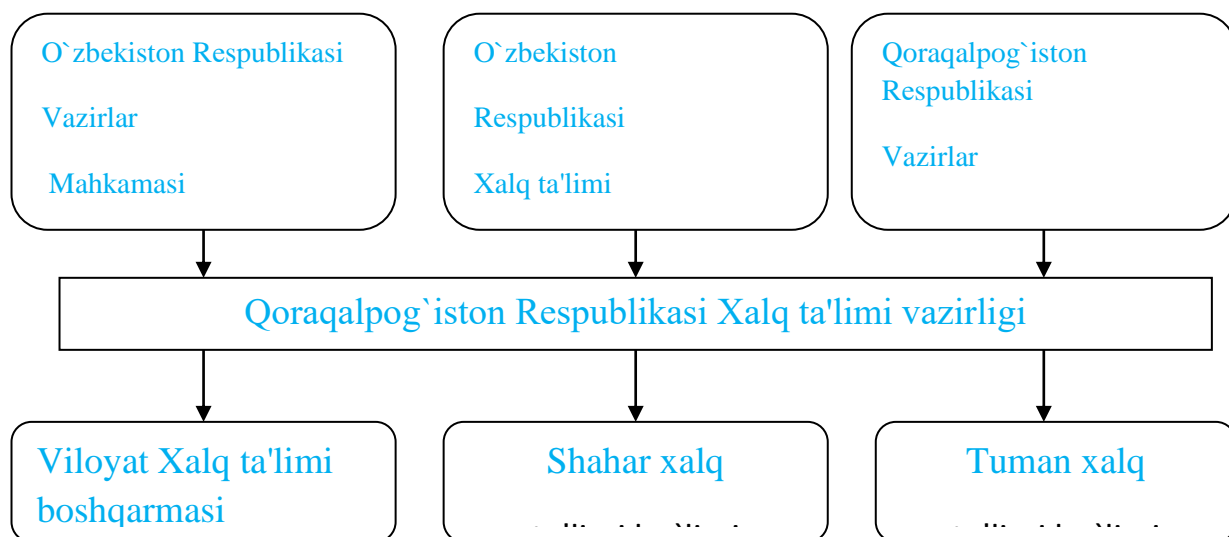 O`zbekiston Respublikasi
Vazirlar
Mahkamasi
O`zbekiston
Respublikasi
Xalq ta'limi
Qoraqalpog`iston
Respublikasi
Vazirlar
Qoraqalpog`iston Respublikasi Xalq ta'limi vazirligi
Viloyat Xalq ta'limi
boshqarmasi
Shahar xalq
Tuman xalq